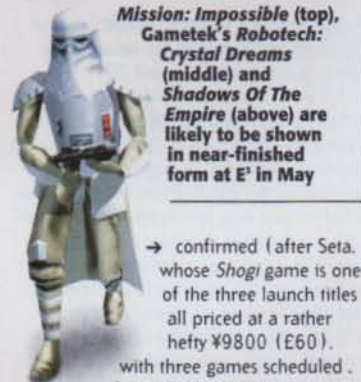 Mission: Impossible (top),
Gametek's Robotech:
Crystal Dreams
(middle) and
Shadows Of The
Empire (above) are
likely to be shown
in near-finished
form at E³ in May
→ confirmed (after Seta.
whose Shogi game is one
of the three launch titles
all priced at a rather
hefty ¥9800 (£60).
with three games scheduled .